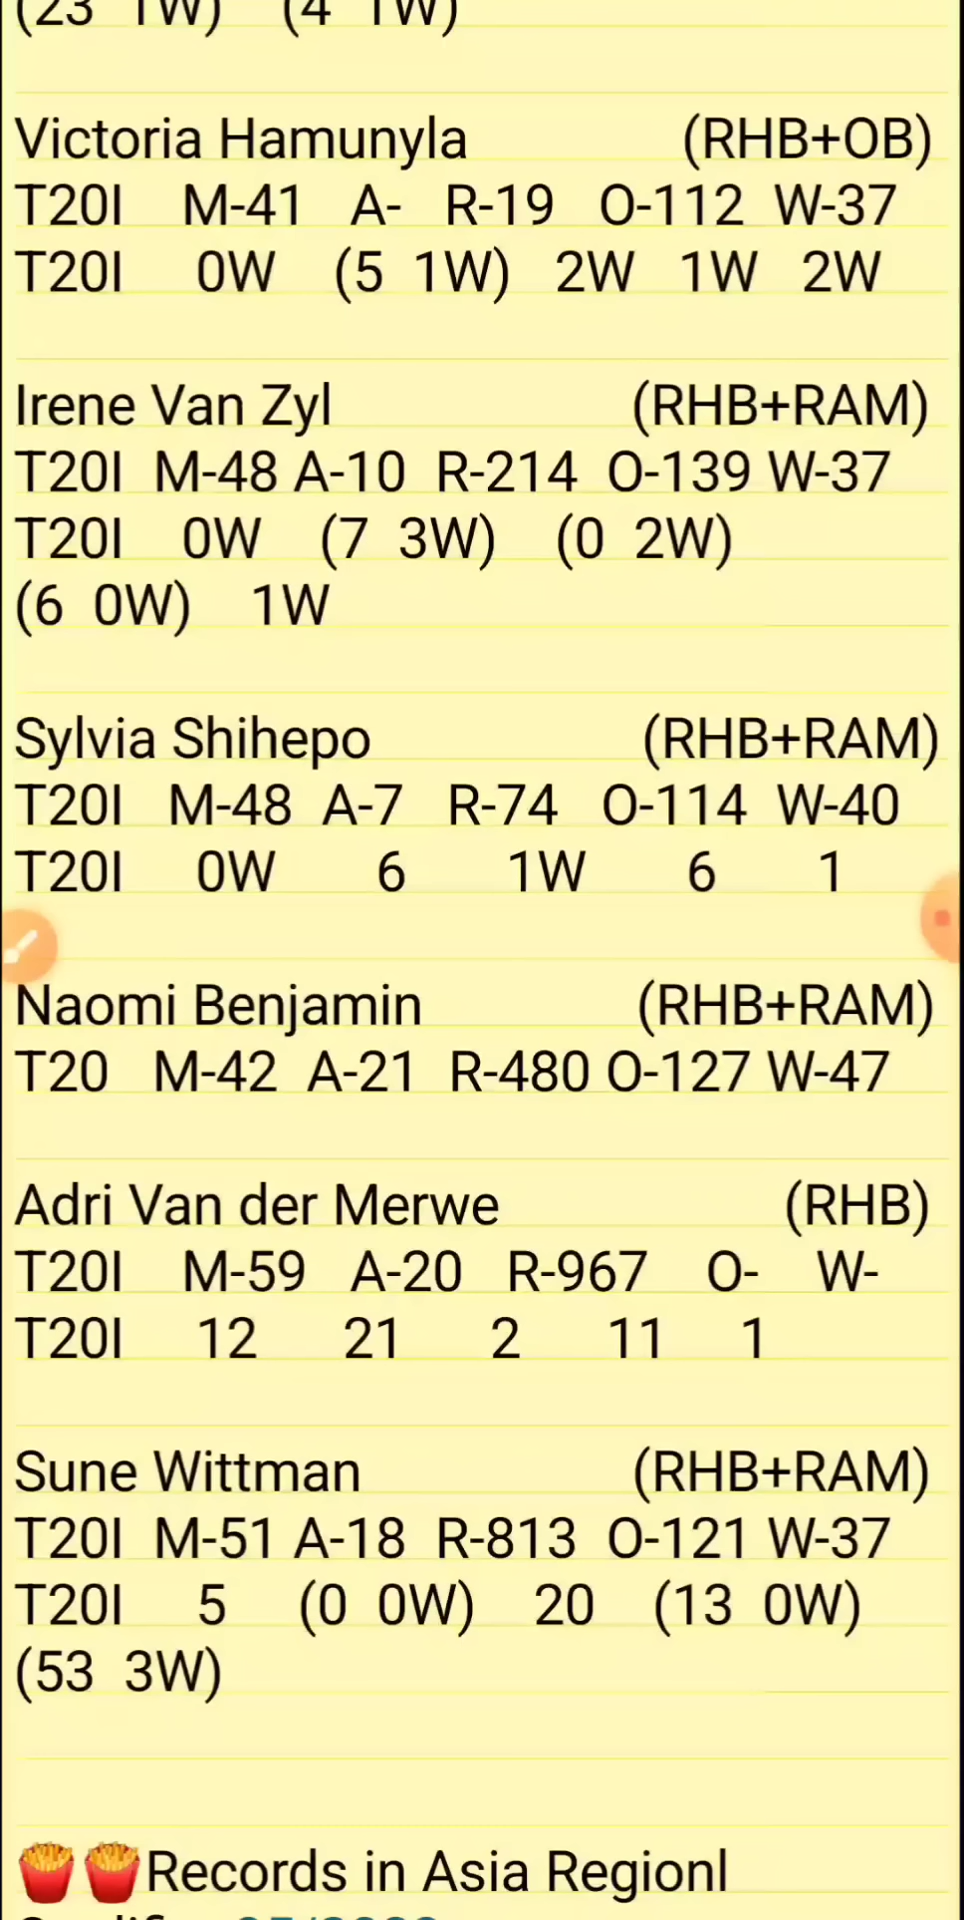 (23 1W) (4 1W)
Victoria Hamunyla (RHB+OB)
T20I M-41 A- R-19 O-112 W-37
T20I 0W (5 1W) 2W 1W 2W
Irene Van Zyl (RHB+RAM)
T20I M-48 A-10 R-214 O-139 W-37
T20I 0W (7 3W) (0 2W)
(6 0W) 1W
Sylvia Shihepo (RHB+RAM)
T20I M-48 A-7 R-74 O-114 W-40
T20I 0W 6 1W 6 1
Naomi Benjamin (RHB+RAM)
T20 M-42 A-21 R-480 O-127 W-47
Adri Van der Merwe (RHB)
T20I M-59 A-20 R-967 O- W-
T20I 12 21 2 11 1
Sune Wittman (RHB+RAM)
T20I M-51 A-18 R-813 O-121 W-37
T20I 5 (0 0W) 20 (13 0W)
(53 3W)
🍟🍟Records in Asia Regionl